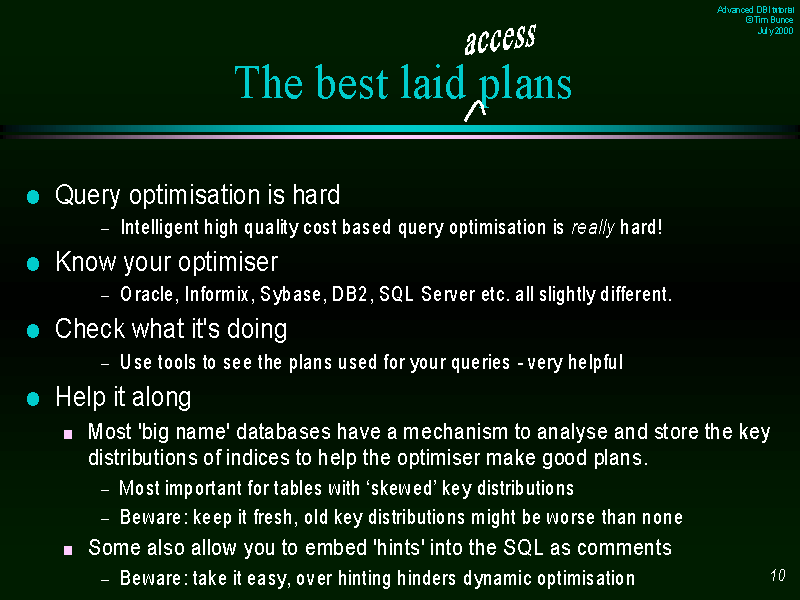 Advanced DBI tutorial
© Tim Bunce
July 2000
access
The best laid plans
Query optimisation is hard
– Intelligent high quality cost based query optimisation is really hard!
Know your optimiser
– Oracle, Informix, Sybase, DB2, SQL Server etc. all slightly different.
Check what it's doing
– Use tools to see the plans used for your queries - very helpful
Help it along
Most 'big name' databases have a mechanism to analyse and store the key
distributions of indices to help the optimiser make good plans.
– Most important for tables with ‘skewed’ key distributions
– Beware: keep it fresh, old key distributions might be worse than none
Some also allow you to embed 'hints' into the SQL as comments
– Beware: take it easy, over hinting hinders dynamic optimisation
10